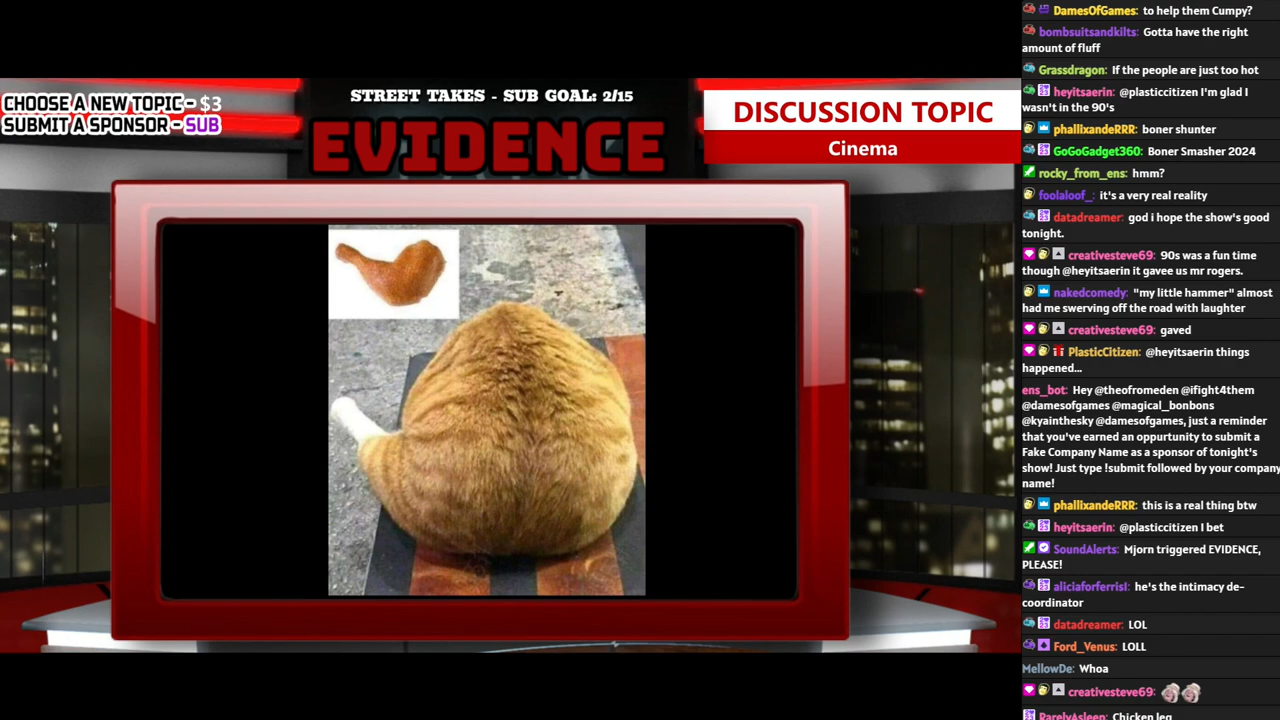 CHOOSE A NEW TOPIC - $3
SUBMIT A SPONSOR - SUB
STREET TAKES - SUB GOAL: 2/15
EVIDENCE
DISCUSSION TOPIC
Cinema
DamesOfGames: to help them Cumpy?
bombsuitsandkilts: Gotta have the right
amount of fluff
Grassdragon: If the people are just too hot
heyitsaerin: @plasticcitizen I'm glad I
wasn't in the 90's
phallixandeRRR: boner shunter
GoGoGadget360: Boner Smasher 2024
rocky_from_ens: hmm?
foolaloof_: it's a very real reality
datadreamer: god i hope the show's good
tonight.
creativesteve69: 90s was a fun time
though @heyitsaerin it gavee us mr rogers.
nakedcomedy: "my little hammer" almost
had me swerving off the road with laughter
creativesteve69: gaved
PlasticCitizen: @heyitsaerin things
happened...
ens_bot: Hey @theofromeden @ifight4them
@damesofgames @magical_bonbons
@kyainthesky @damesofgames, just a reminder
that you've earned an oppurtunity to submit a
Fake Company Name as a sponsor of tonight's
show! Just type !submit followed by your company
name!
phallixandeRRR: this is a real thing btw
heyitsaerin: @plasticcitizen I bet
SoundAlerts: Mjorn triggered EVIDENCE,
PLEASE!
aliciaforferrisl: he's the intimacy de-
coordinator
datadreamer: LOL
Ford_Venus: LOLL
MellowDe: Whoa
creativesteve69:
RarelyAsleen: Chicken leg